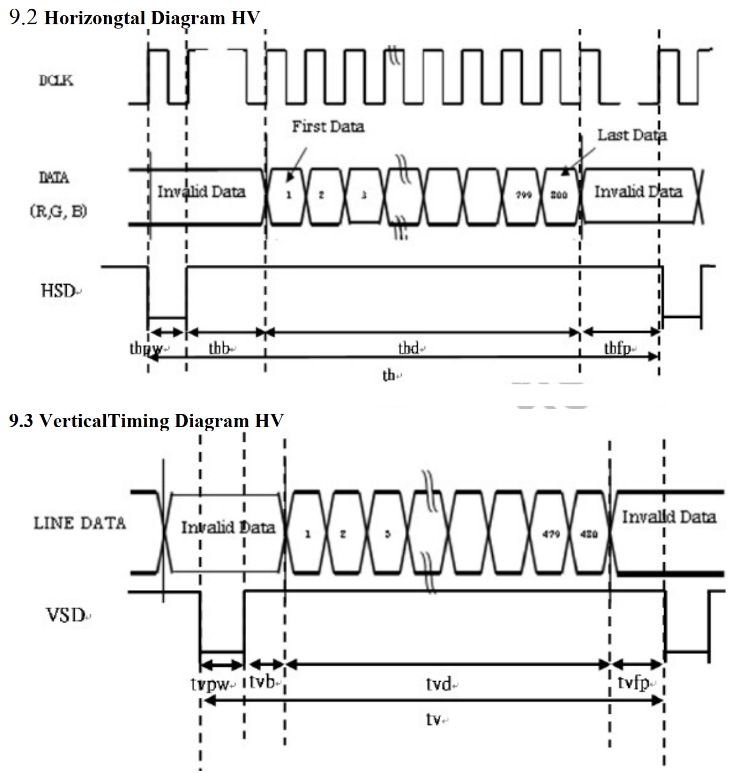 9.2 Horizongtal Diagram HV
DCLK
First Data
Last Data
DATA
(R,G, B)
Invalid Data
1
2
3
799
800
Invalid Data
HSD
thpw
thb
thd
thfp
th
9.3 VerticalTiming Diagram HV
LINE DATA
Invalid Data
1
2
3
479
480
Invalid Data
VSD
tvpw
tvb
tvd
tvfp
tv